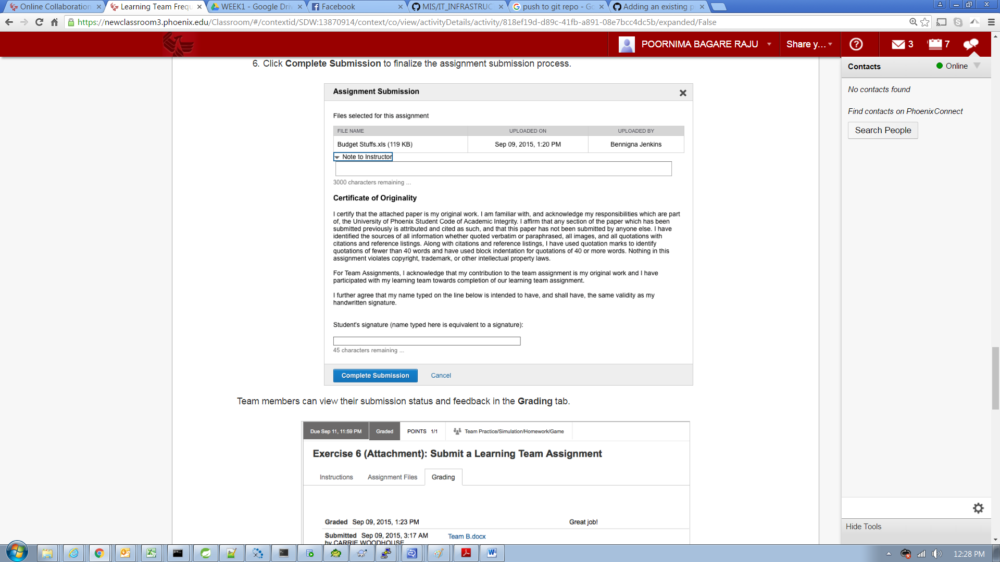 Online Collaboration
Learning Team Frequ
WEEK1 - Google Driv
Facebook
MIS/IT_INFRASTRUC
push to git repo - Go
Adding an existing p
https://newclassroom3.phoenix.edu/Classroom/#/contextid/SDW:13870914/context/co/view/activityDetails/activity/818ef19d-d89c-41fb-a891-08e7bcc4dc5b/expanded/False
POORNIMA BAGARE RAJU
Share y...
3
7
Contacts
Online
No contacts found
Find contacts on PhoenixConnect
Search People
6. Click Complete Submission to finalize the assignment submission process.
Assignment Submission
Files selected for this assignment
FILE NAME UPLOADED ON UPLOADED BY
Budget Stuffs.xls (119 KB) Sep 09, 2015, 1:20 PM Bennigna Jenkins
Note to Instructor
3000 characters remaining ...
Certificate of Originality
I certify that the attached paper is my original work. I am familiar with, and acknowledge my responsibilities which are part
of, the University of Phoenix Student Code of Academic Integrity. I affirm that any section of the paper which has been
submitted previously is attributed and cited as such, and that this paper has not been submitted by anyone else. I have
identified the sources of all information whether quoted verbatim or paraphrased, all images, and all quotations with
citations and reference listings. Along with citations and reference listings, I have used quotation marks to identify
quotations of fewer than 40 words and have used block indentation for quotations of 40 or more words. Nothing in this
assignment violates copyright, trademark, or other intellectual property laws.
For Team Assignments, I acknowledge that my contribution to the team assignment is my original work and I have
participated with my learning team towards completion of our learning team assignment.
I further agree that my name typed on the line below is intended to have, and shall have, the same validity as my
handwritten signature.
Student's signature (name typed here is equivalent to a signature):
45 characters remaining ...
Complete Submission
Cancel
Team members can view their submission status and feedback in the Grading tab.
Due Sep 11, 11:59 PM Graded POINTS 1/1 Team Practice/Simulation/Homework/Game
Exercise 6 (Attachment): Submit a Learning Team Assignment
Instructions Assignment Files Grading
Graded Sep 09, 2015, 1:23 PM Great job!
Submitted Sep 09, 2015, 3:17 AM Team B.docx
by CARRIE WOODHOUSE
Hide Tools
12:28 PM